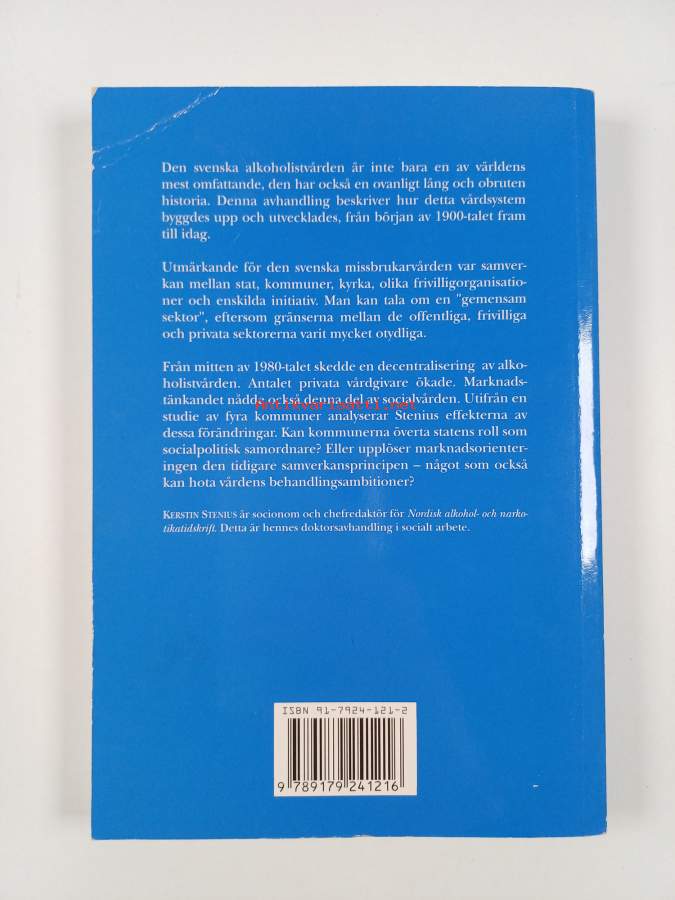 Den svenska alkoholistvården är inte bara en av världens
mest omfattande, den har också en ovanligt lång och obruten
historia. Denna avhandling beskriver hur detta vårdsystem
byggdes upp och utvecklades, från början av 1900-talet fram
till idag.
Utmärkande för den svenska missbrukarvården var samver-
kan mellan stat, kommuner, kyrka, olika frivilligorganisatio-
ner och enskilda initiativ. Man kan tala om en "gemensam
sektor", eftersom gränserna mellan de offentliga, frivilliga
och privata sektorerna varit mycket otydliga.
Från mitten av 1980-talet skedde en decentralisering av alko-
holistvården. Antalet privata vårdgivare ökade. Marknads-
tänkandet nådde också denna del av socialvården. Utifrån en
Antikvariaatti.net
studie av fyra kommuner analyserar Stenius effekterna av
dessa förändringar. Kan kommunerna överta statens roll som
socialpolitisk samordnare? Eller upplöser marknadsorienter-
ingen den tidigare samverkansprincipen – något som också
kan hota vårdens behandlingsambitioner?
KERSTIN STENIUS är socionom och chefredaktör för Nordisk alkohol- och narko-
tikatidskrift. Detta är hennes doktorsavhandling i socialt arbete.
ISBN 91-7924-121-2
9 789179 241216